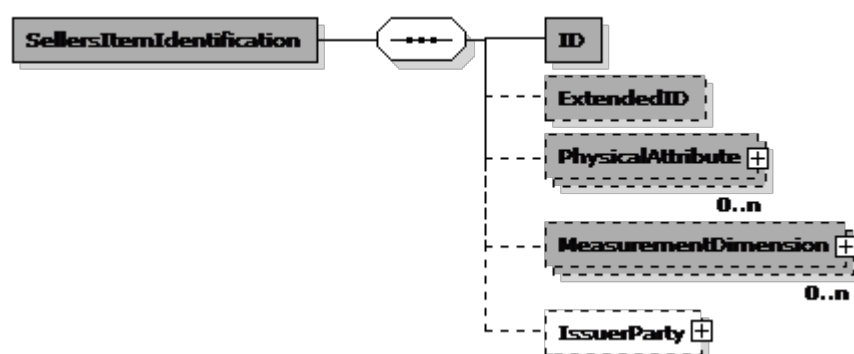 SellersItemIdentification
ID
ExtendedID
PhysicalAttribute
0..n
MeasurementDimension
0..n
IssuerParty